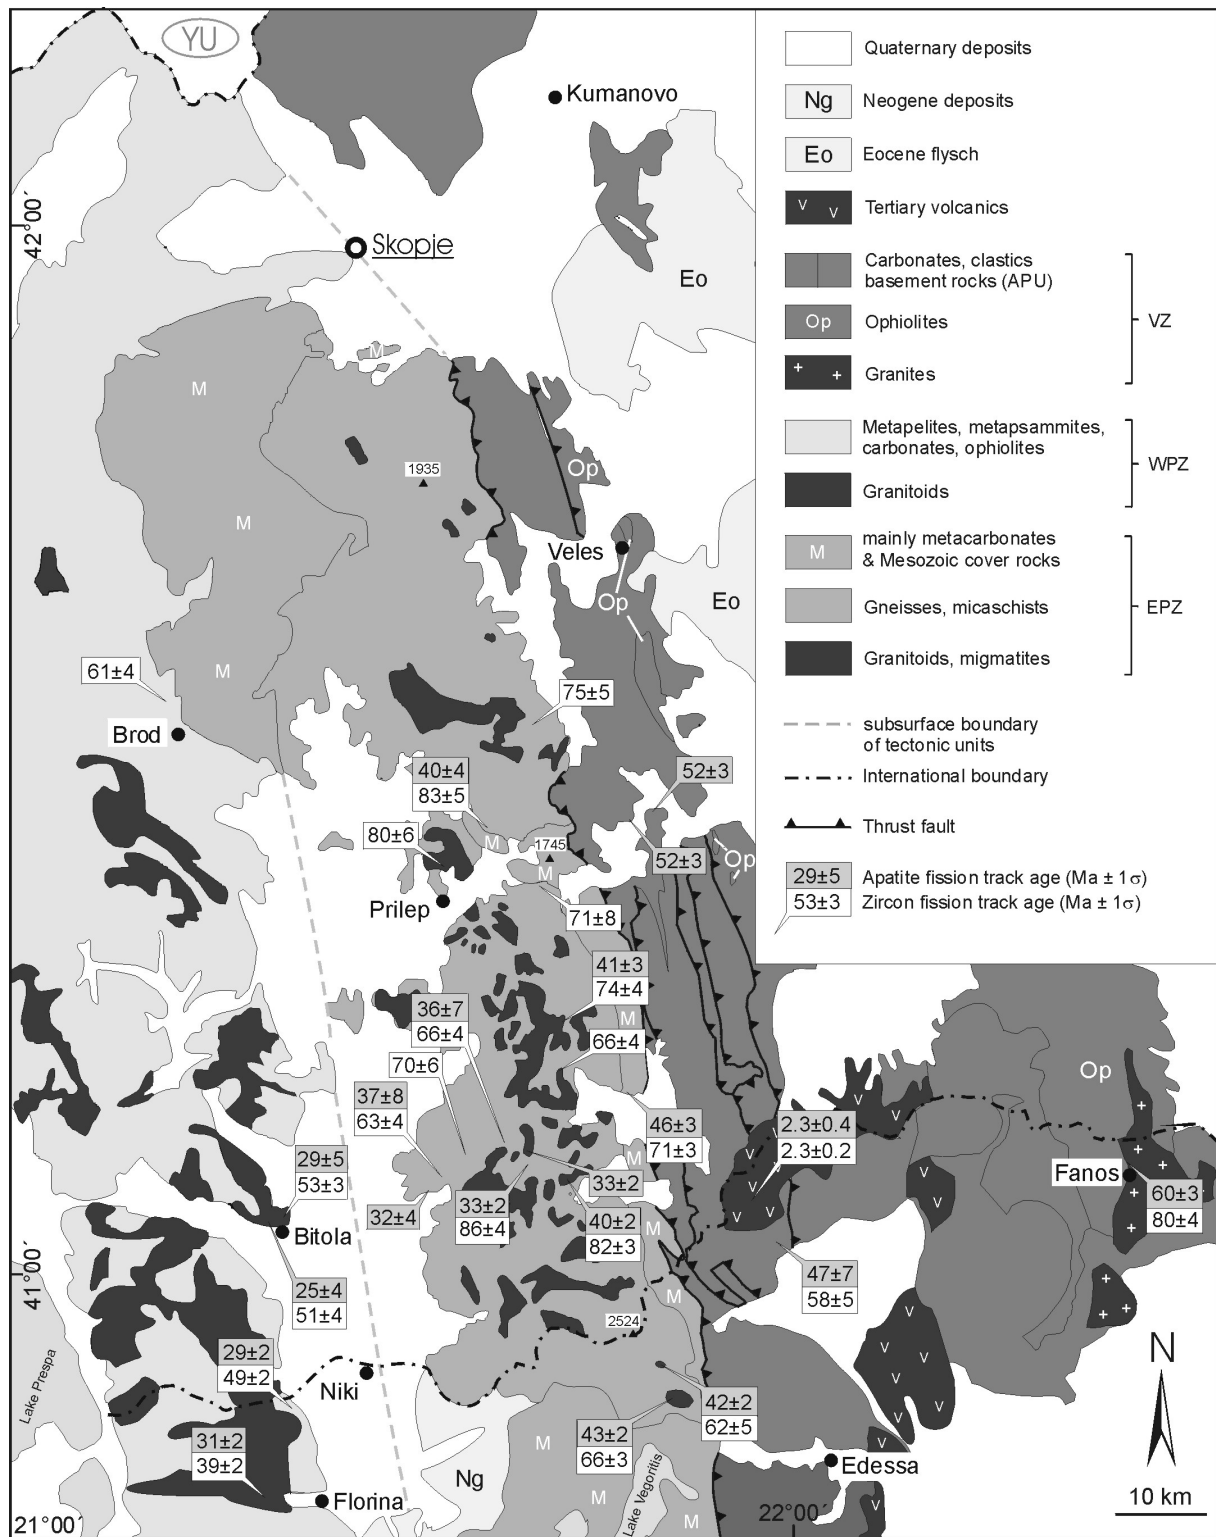 YU
Kumanovo
42°00´
Skopje
Eo
M
M
1935
Op
M
Veles
Op
Eo
M
61±4
75±5
Brod
40±4
83±5
52±3
80±6
M
1745
M
52±3
Op
Prilep
71±8
41±3
74±4
36±7
66±4
M
66±4
70±6
Op
37±8
63±4
46±3
71±3
2.3±0.4
2.3±0.2
V
V
V
M
29±5
53±3
33±2
Fanos
60±3
80±4
32±4
33±2
86±4
40±2
82±3
M
V
V
V
V
V
V
Bitola
41°00´
25±4
51±4
47±7
58±5
M
2524
N
Lake Prespa
29±2
49±2
Niki
V
V
V
V
V
V
42±2
62±5
43±2
66±3
M
31±2
39±2
Ng
V
Edessa
Lake Vegoritis
M
M
10 km
Florina
V
21°00´
22°00´
Quaternary deposits
Ng Neogene deposits
Eo Eocene flysch
V V Tertiary volcanics
Carbonates, clastics
basement rocks (APU)
VZ
Op Ophiolites
+ + Granites
Metapelites, metapsammites,
carbonates, ophiolites
WPZ
Granitoids
M mainly metacarbonates
& Mesozoic cover rocks
Gneisses, micaschists
EPZ
Granitoids, migmatites
subsurface boundary
of tectonic units
International boundary
Thrust fault
29±5 Apatite fission track age (Ma ± 1σ)
53±3 Zircon fission track age (Ma ± 1σ)